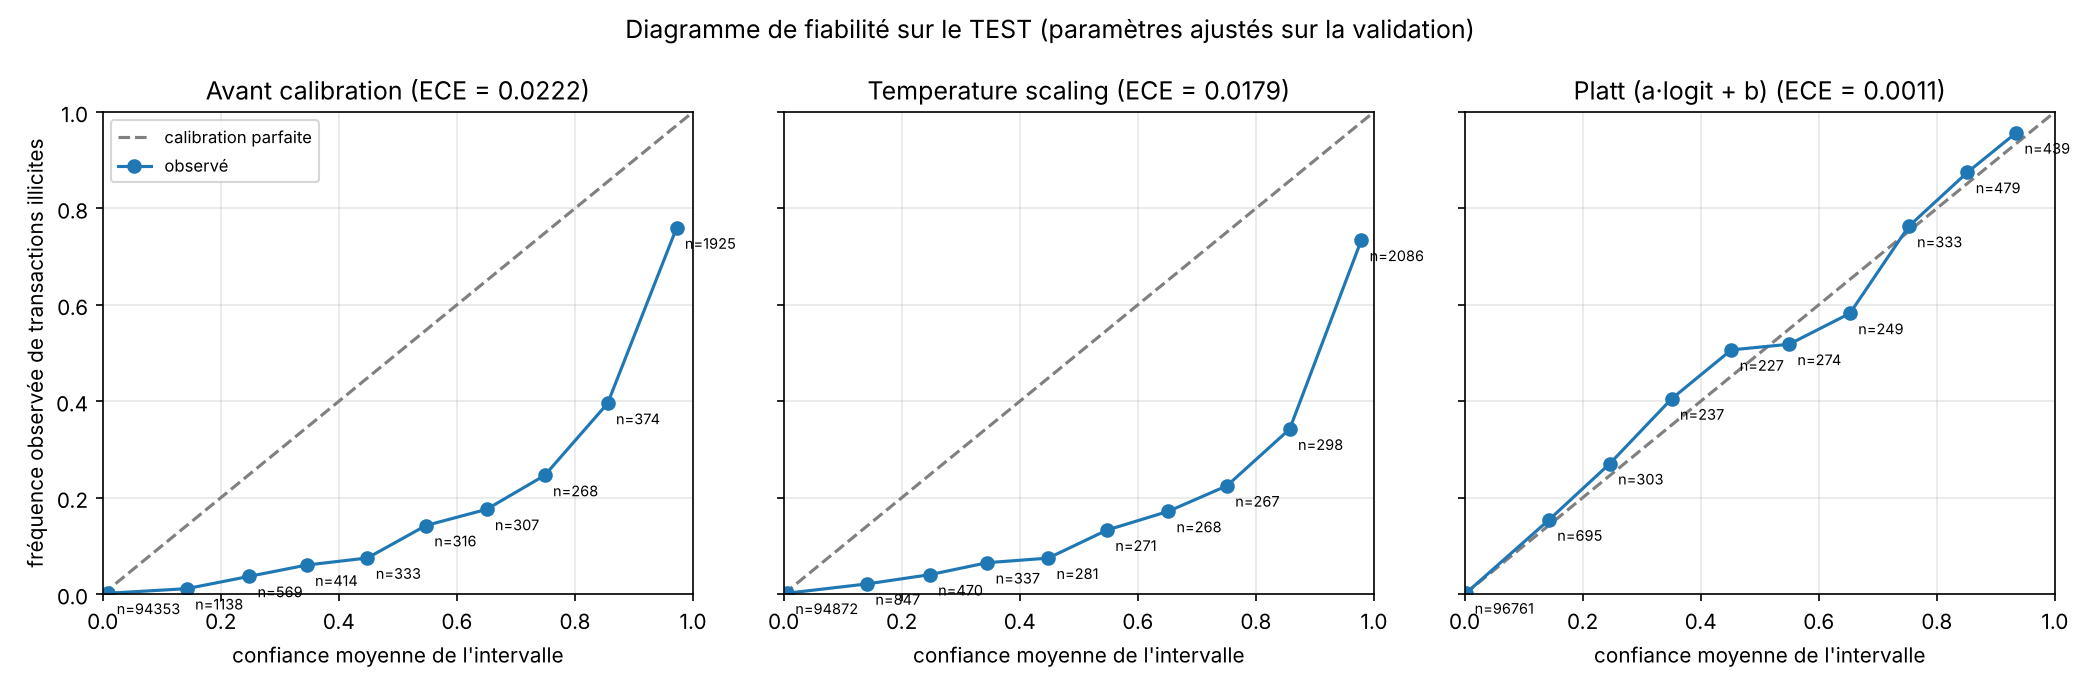 Diagramme de fiabilité sur le TEST (paramètres ajustés sur la validation)
Avant calibration (ECE = 0.0222)
calibration parfaite
observé
fréquence observée de transactions illicites
1.0
0.8
0.6
0.4
0.2
0.0
n=94353
n=1138
n=569
n=414
n=333
n=316
n=307
n=268
n=374
n=1925
0.0 0.2 0.4 0.6 0.8 1.0
confiance moyenne de l'intervalle
Temperature scaling (ECE = 0.0179)
n=94872
n=847
n=470
n=337
n=281
n=271
n=268
n=267
n=298
n=2086
0.0 0.2 0.4 0.6 0.8 1.0
confiance moyenne de l'intervalle
Platt (a·logit + b) (ECE = 0.0011)
n=96761
n=695
n=303
n=237
n=227
n=274
n=249
n=333
n=479
n=439
0.0 0.2 0.4 0.6 0.8 1.0
confiance moyenne de l'intervalle